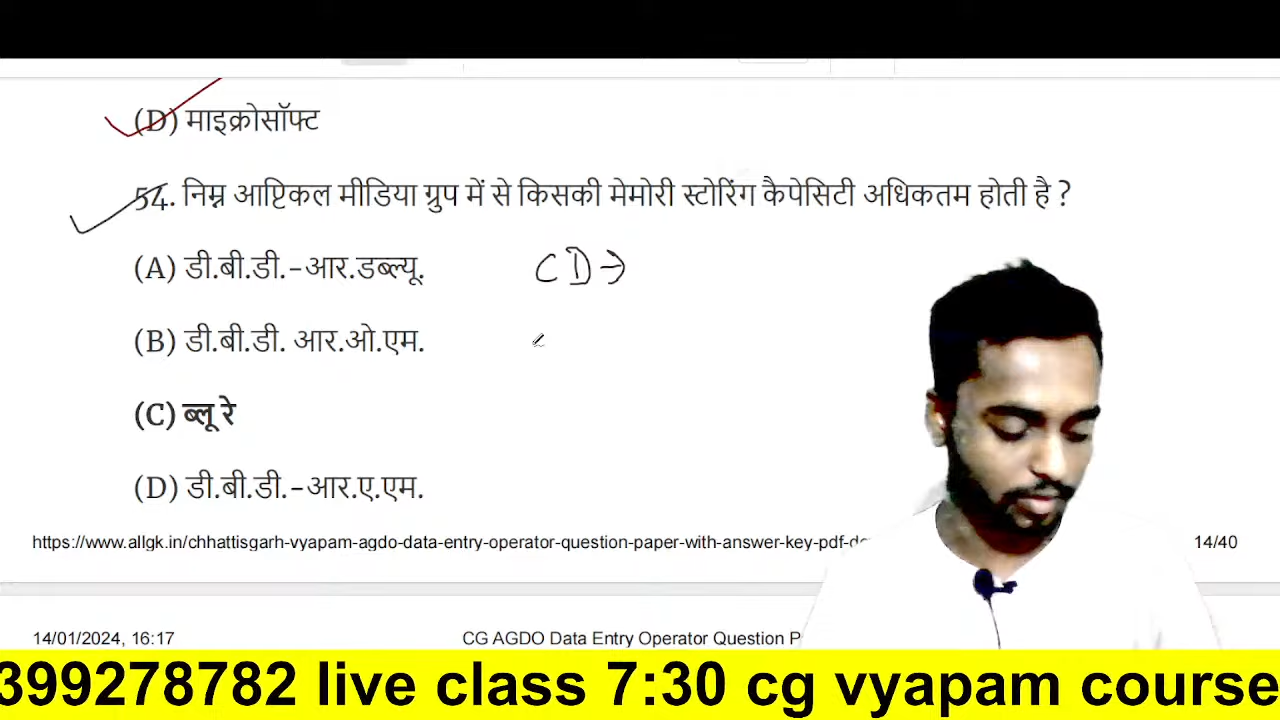 (D) माइक्रोसॉफ्ट
54. निम्न आप्टिकल मीडिया ग्रुप में से किसकी मेमोरी स्टोरिंग कैपेसिटी अधिकतम होती है ?
(A) डी.बी.डी.-आर.डब्ल्यू.
CD→
(B) डी.बी.डी. आर.ओ.एम.
(C) ब्लू रे
(D) डी.बी.डी.-आर.ए.एम.
https://www.allgk.in/chhattisgarh-vyapam-agdo-data-entry-operator-question-paper-with-answer-key-pdf-do
14/40
14/01/2024, 16:17
CG AGDO Data Entry Operator Question P
399278782 live class 7:30 cg vyapam course